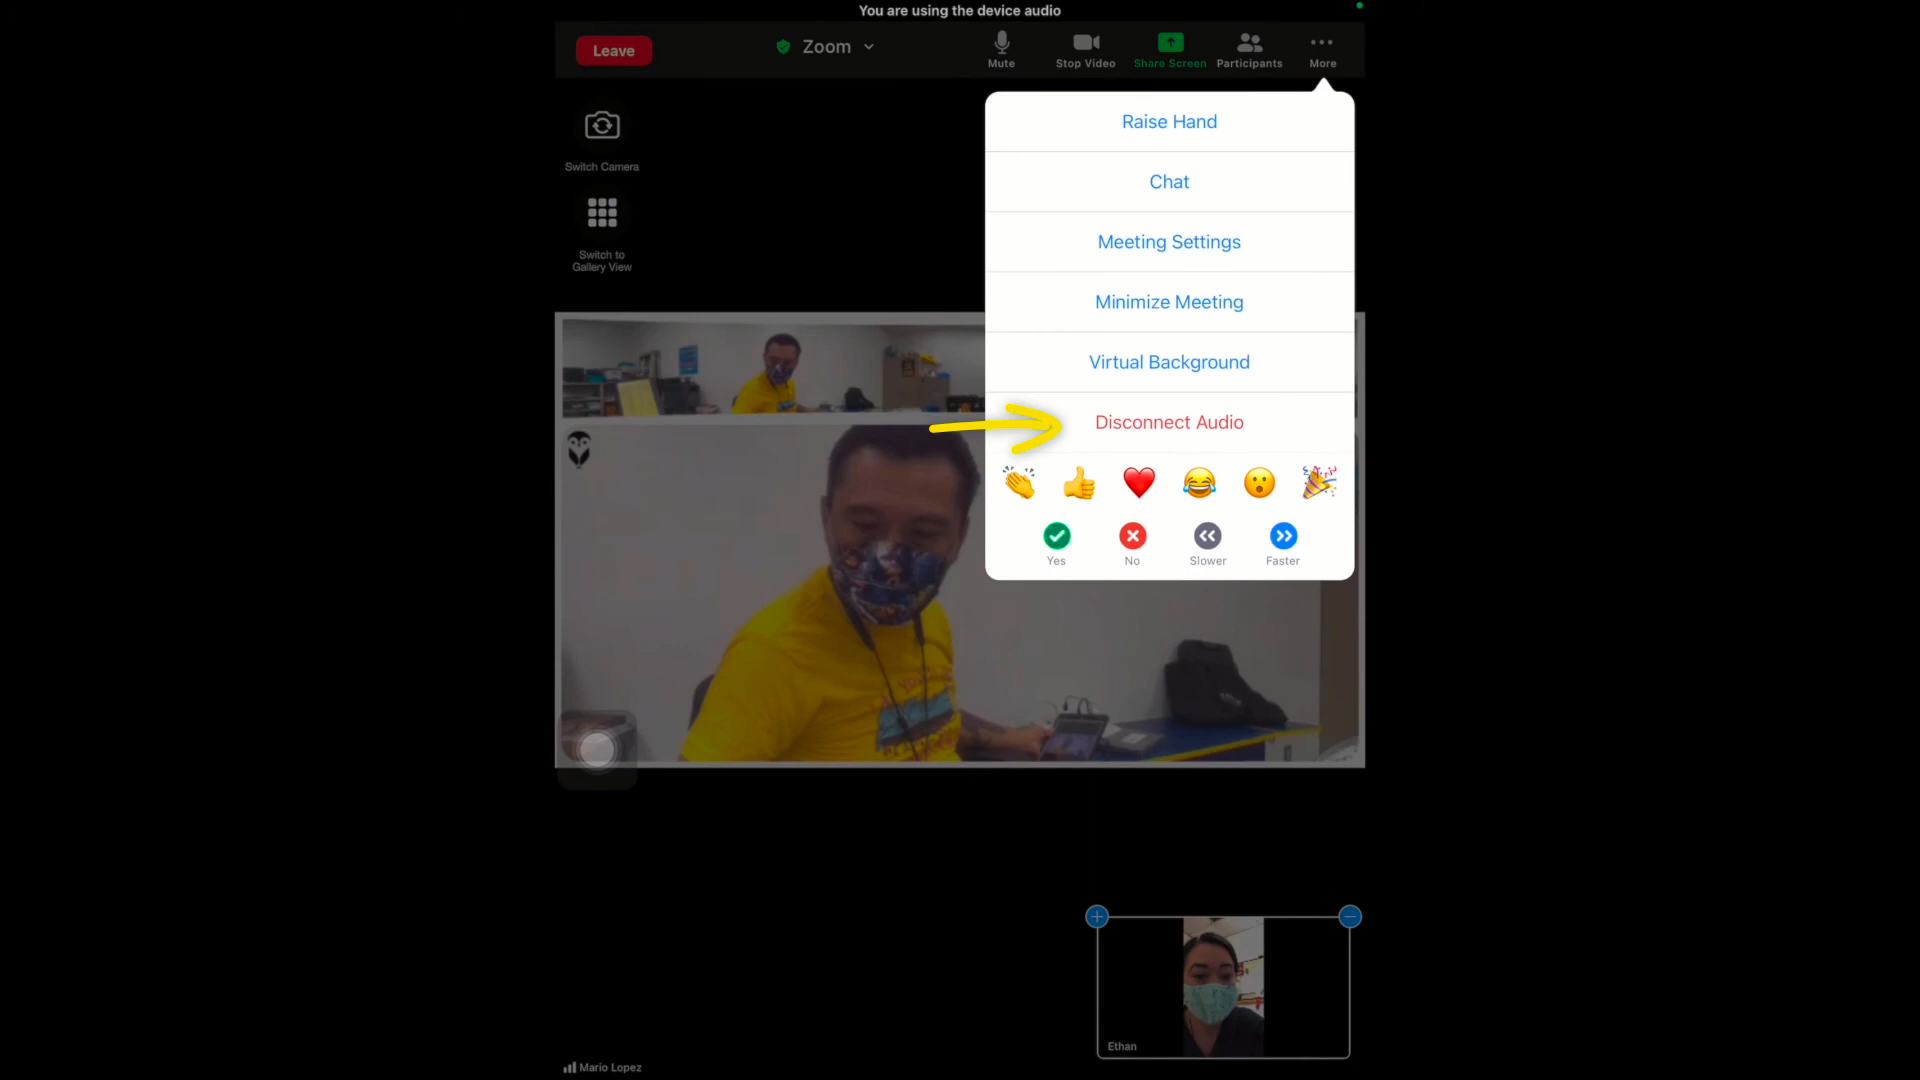 You are using the device audio
Leave
Zoom
Mute
Stop Video
Share Screen
Participants
More
Switch Camera
Switch to
Gallery View
Raise Hand
Chat
Meeting Settings
Minimize Meeting
Virtual Background
Disconnect Audio
Yes
No
Slower
Faster
Ethan
Mario Lopez